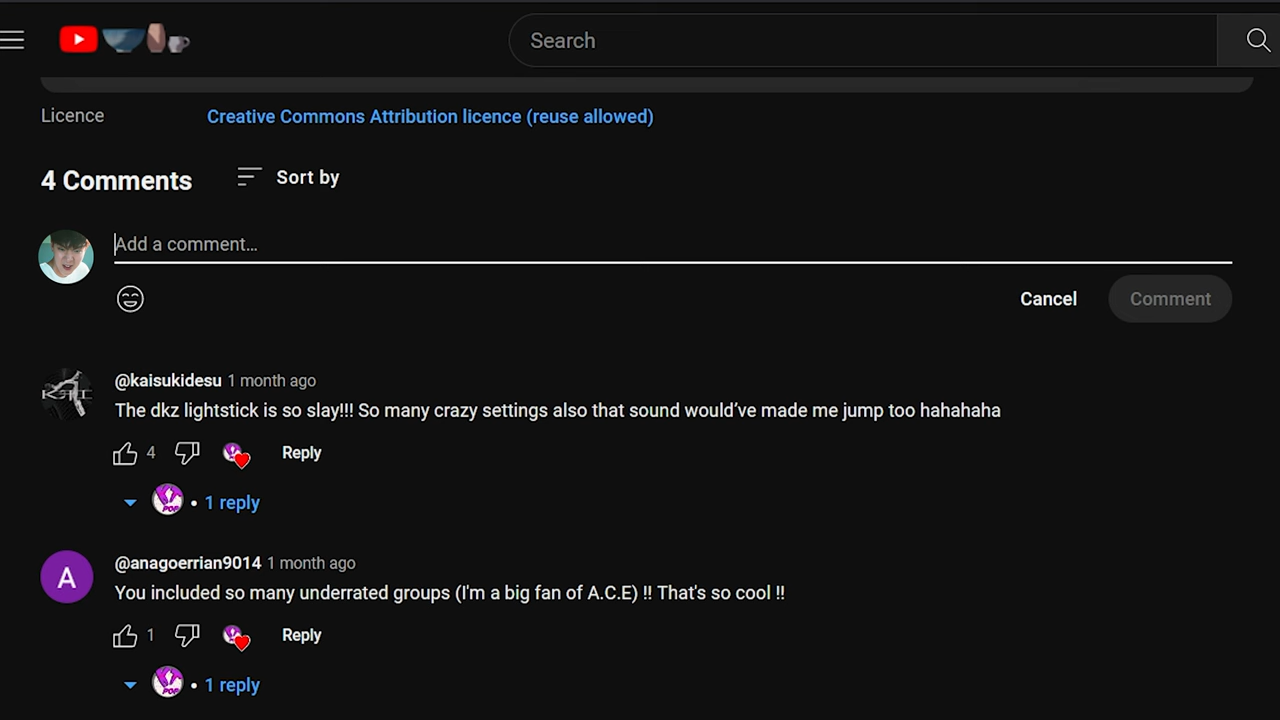 Search
Licence
Creative Commons Attribution licence (reuse allowed)
4 Comments
Sort by
Add a comment...
Cancel
Comment
@kaisukidesu 1 month ago
The dkz lightstick is so slay!!! So many crazy settings also that sound would've made me jump too hahahaha
4
Reply
POP
• 1 reply
A
@anagoerrian9014 1 month ago
You included so many underrated groups (I'm a big fan of A.C.E) !! That's so cool !!
1
Reply
POP
• 1 reply